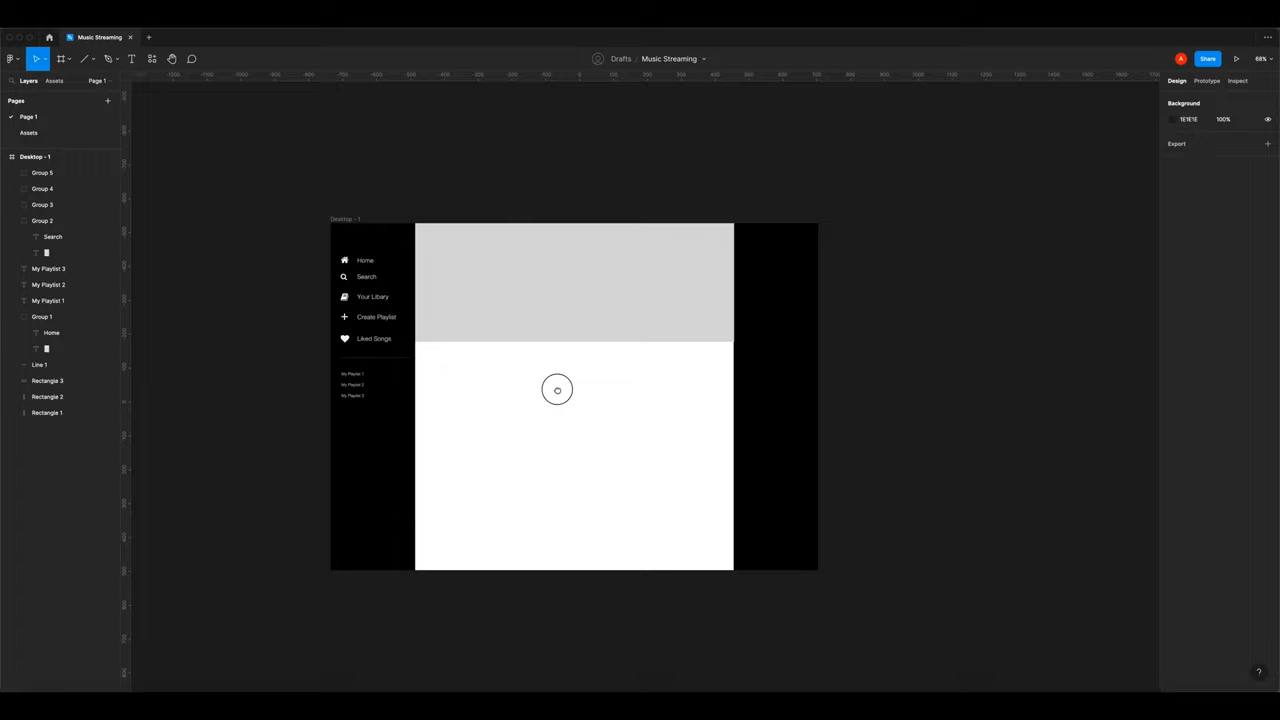 Music Streaming
Drafts / Music Streaming
A
Share
68%
Layers
Assets
Page 1
Design
Prototype
Inspect
Pages
Page 1
Assets
Background
1E1E1E
100%
Export
Desktop - 1
Group 5
Group 4
Group 3
Group 2
Search
My Playlist 3
My Playlist 2
My Playlist 1
Group 1
Home
Line 1
Rectangle 3
Rectangle 2
Rectangle 1
Desktop - 1
Home
Search
Your Libary
Create Playlist
Liked Songs
My Playlist 1
My Playlist 2
My Playlist 3
?